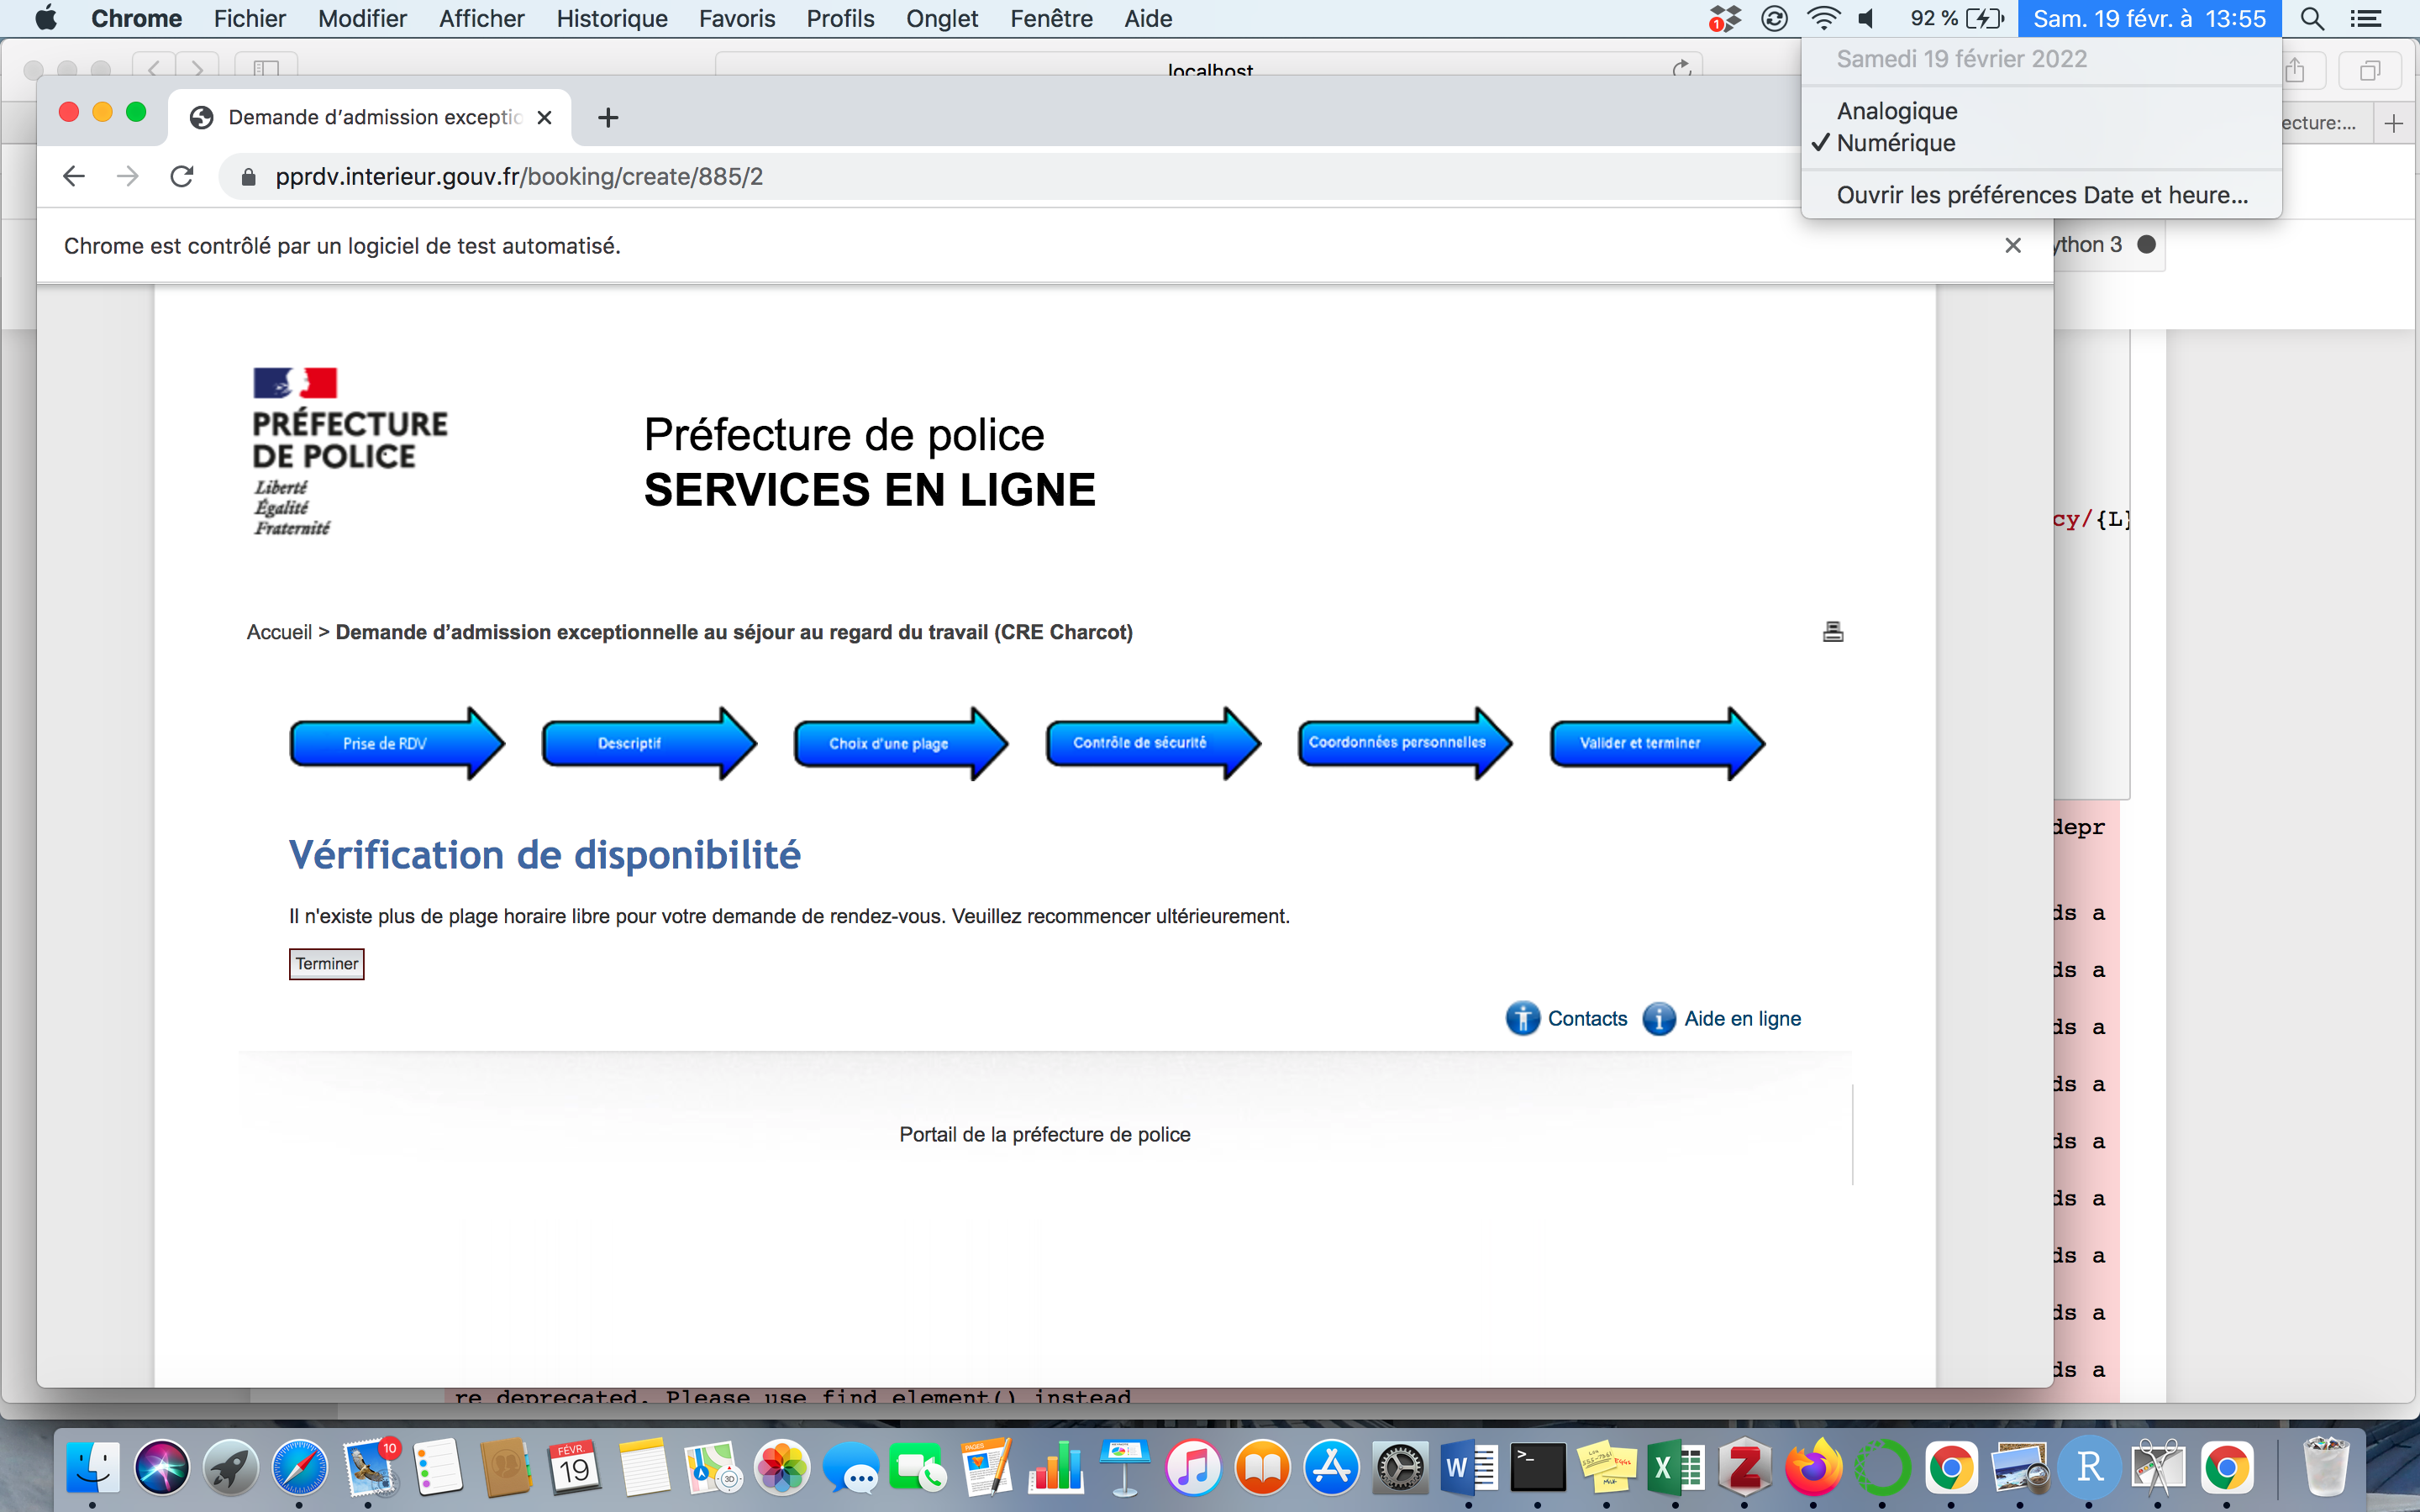 Chrome Fichier Modifier Afficher Historique Favoris Profils Onglet Fenêtre Aide
1 92 % Sam. 19 févr. à 13:55
Samedi 19 février 2022
Analogique
✓ Numérique
Ouvrir les préférences Date et heure...
localhost
Demande d’admission exceptio
ecture:...
pprdv.interieur.gouv.fr/booking/create/885/2
Chrome est contrôlé par un logiciel de test automatisé.
ython 3
PRÉFECTURE
DE POLICE
Liberté
Égalité
Fraternité
Préfecture de police
SERVICES EN LIGNE
cy/{L}
Accueil > Demande d’admission exceptionnelle au séjour au regard du travail (CRE Charcot)
Prise de RDV
Descriptif
Choix d'une plage
Contrôle de sécurité
Coordonnées personnelles
Valider et terminer
Vérification de disponibilité
Il n'existe plus de plage horaire libre pour votre demande de rendez-vous. Veuillez recommencer ultérieurement.
Terminer
Contacts
Aide en ligne
Portail de la préfecture de police
depr
ds a
ds a
ds a
ds a
ds a
ds a
ds a
ds a
ds a
re deprecated. Please use find_element() instead
10
FÉVR.
19
3D
PAGES
W
>_
X
Z
R